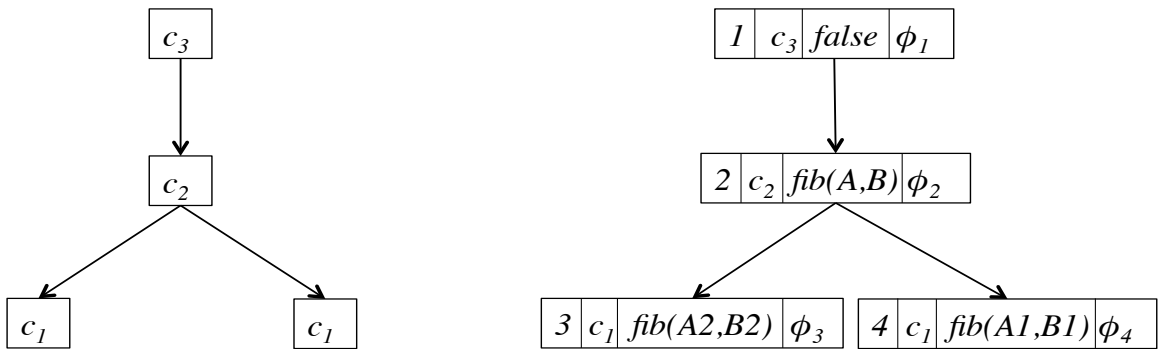 c₃
1 c₃ false ϕ₁
c₂
2 c₂ fib(A,B) ϕ₂
c₁ c₁
3 c₁ fib(A2,B2) ϕ₃
4 c₁ fib(A1,B1) ϕ₄